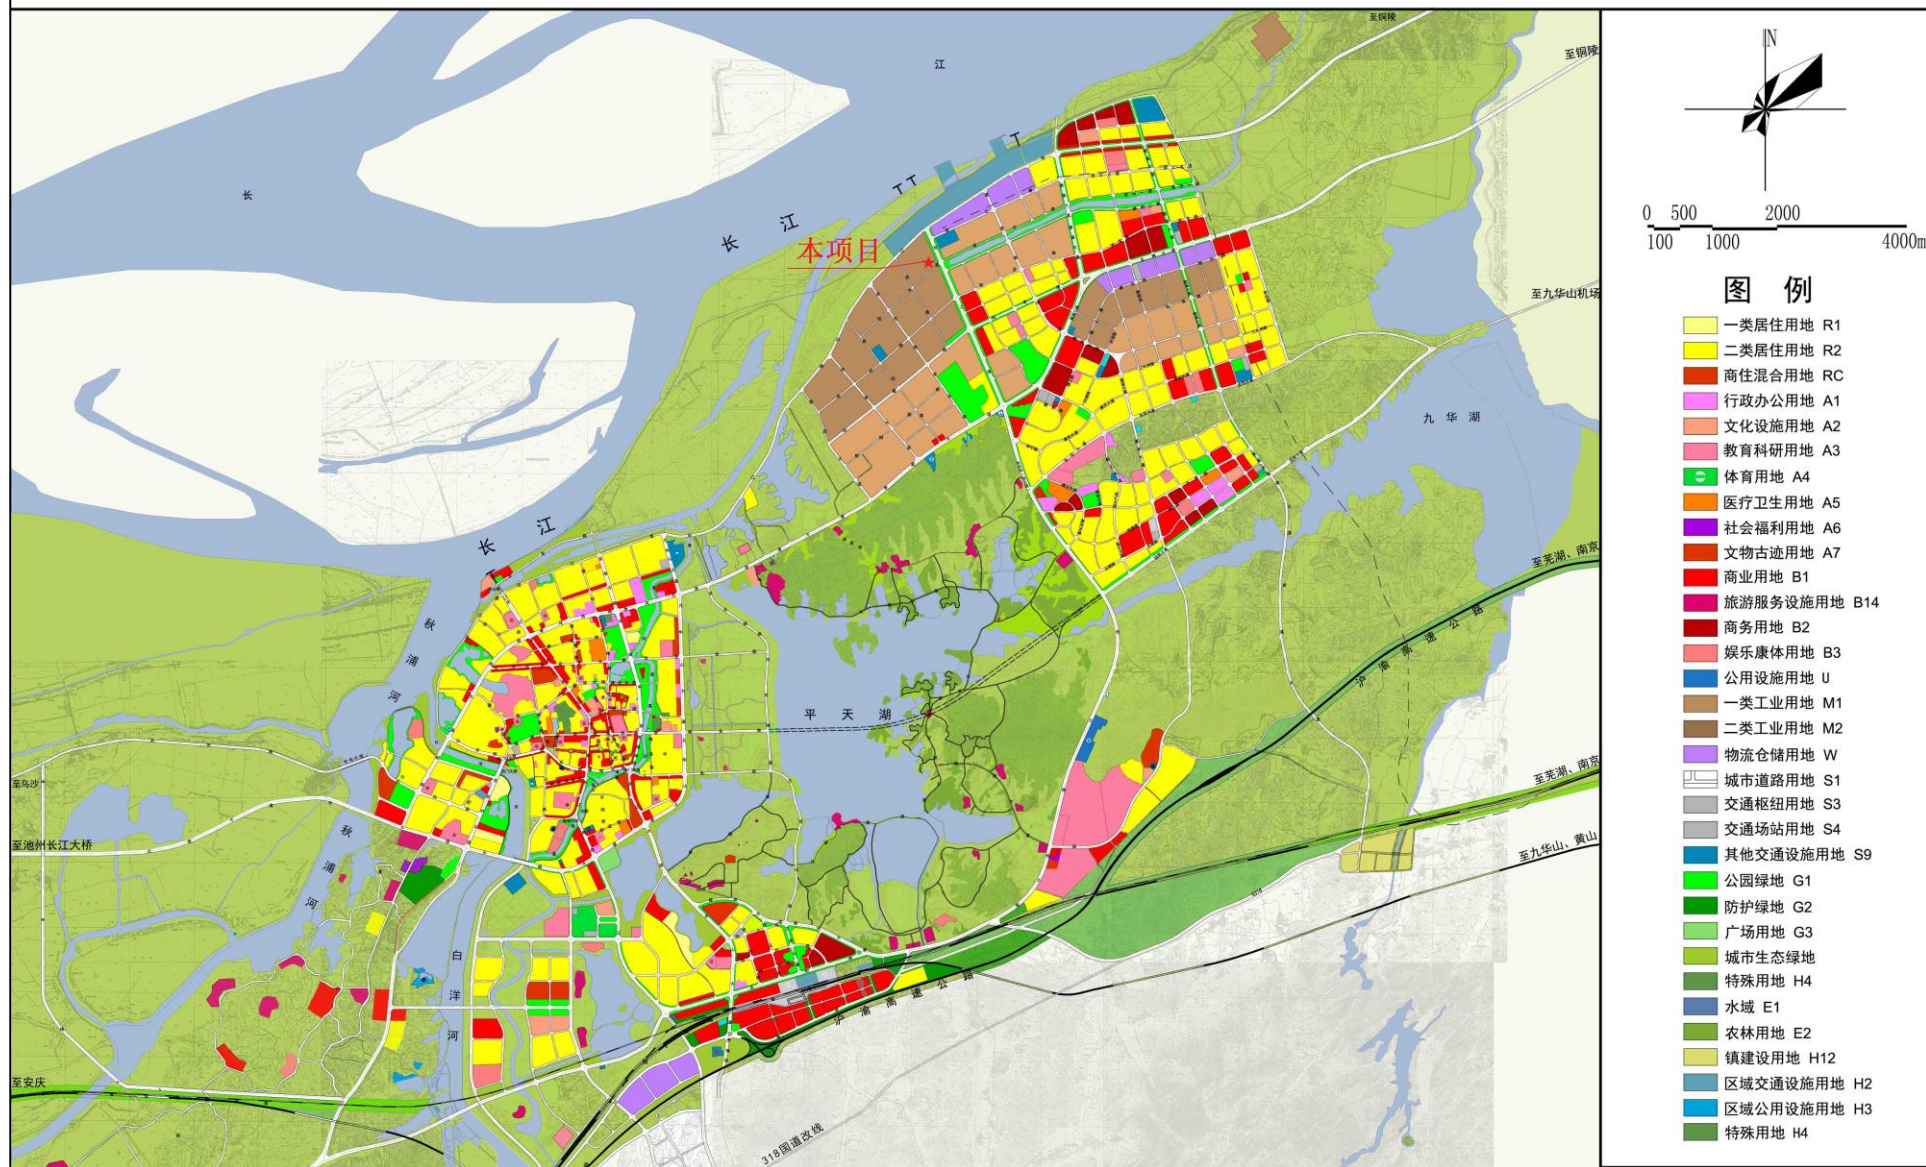 至铜陵
至铜陵
江
长
长 江
本项目
至九华山机场
九 华 湖
长 江
至芜湖、南京
沪 渝 高 速 公 路
秋 浦 河
平 天 湖
至乌沙
至芜湖、南京
至池州长江大桥
秋 浦 河
至九华山、黄山
白 洋 河
沪 渝 高 速 公 路
至安庆
318国道改线
N
0 500 2000
100 1000 4000m
图 例
一类居住用地 R1
二类居住用地 R2
商住混合用地 RC
行政办公用地 A1
文化设施用地 A2
教育科研用地 A3
体育用地 A4
医疗卫生用地 A5
社会福利用地 A6
文物古迹用地 A7
商业用地 B1
旅游服务设施用地 B14
商务用地 B2
娱乐康体用地 B3
公用设施用地 U
一类工业用地 M1
二类工业用地 M2
物流仓储用地 W
城市道路用地 S1
交通枢纽用地 S3
交通场站用地 S4
其他交通设施用地 S9
公园绿地 G1
防护绿地 G2
广场用地 G3
城市生态绿地
特殊用地 H4
水域 E1
农林用地 E2
镇建设用地 H12
区域交通设施用地 H2
区域公用设施用地 H3
特殊用地 H4